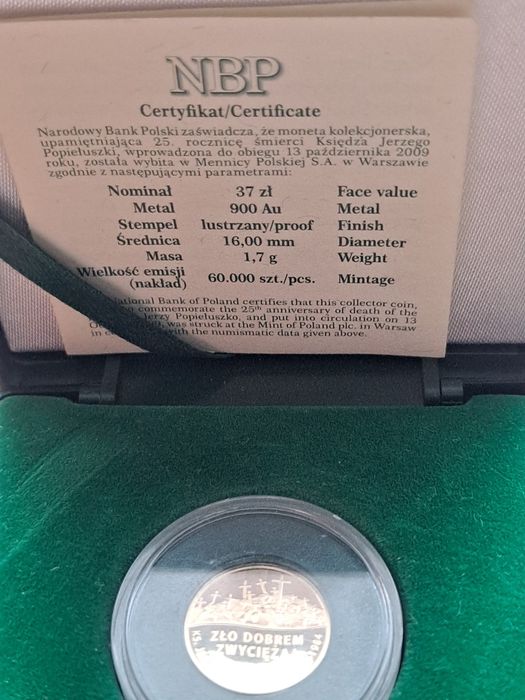 NBP
Certyfikat/Certificate
Narodowy Bank Polski zaświadcza, że moneta kolekcjonerska,
upamiętniająca 25. rocznicę śmierci Księdza Jerzego
Popiełuszki, wprowadzona do obiegu 13 października 2009
roku, została wybita w Mennicy Polskiej S.A. w Warszawie
zgodnie z następującymi parametrami:
Nominał 37 zł Face value
Metal 900 Au Metal
Stempel lustrzany/proof Finish
Średnica 16,00 mm Diameter
Masa 1,7 g Weight
Wielkość emisji
(nakład) 60.000 szt./pcs. Mintage
National Bank of Poland certifies that this collector coin,
to commemorate the 25th anniversary of death of the
Jerzy Popiełuszko, and put into circulation on 13
was struck at the Mint of Poland plc. in Warsaw
with the numismatic data given above.
ZŁO DOBREM
ZWYCIĘŻAJ
1984